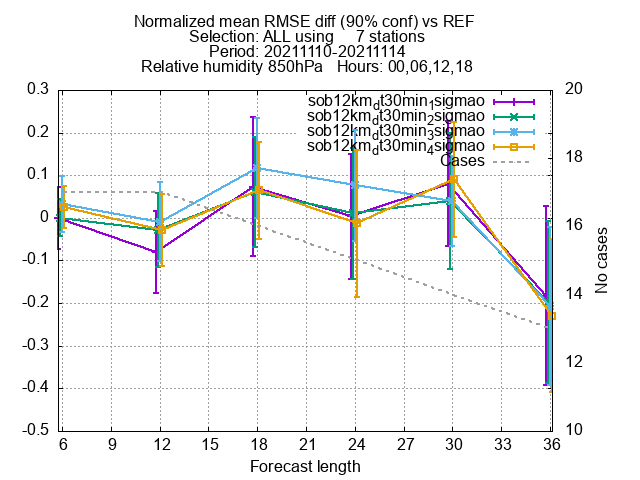 Normalized mean RMSE diff (90% conf) vs REF
Selection: ALL using 7 stations
Period: 20211110-20211114
Relative humidity 850hPa Hours: 00,06,12,18
sob12km_dt30min_1sigmao
sob12km_dt30min_2sigmao
sob12km_dt30min_3sigmao
sob12km_dt30min_4sigmao
Cases
0.3
0.2
0.1
0
-0.1
-0.2
-0.3
-0.4
-0.5
20
18
16
14
12
10
No cases
6 9 12 15 18 21 24 27 30 33 36
Forecast length